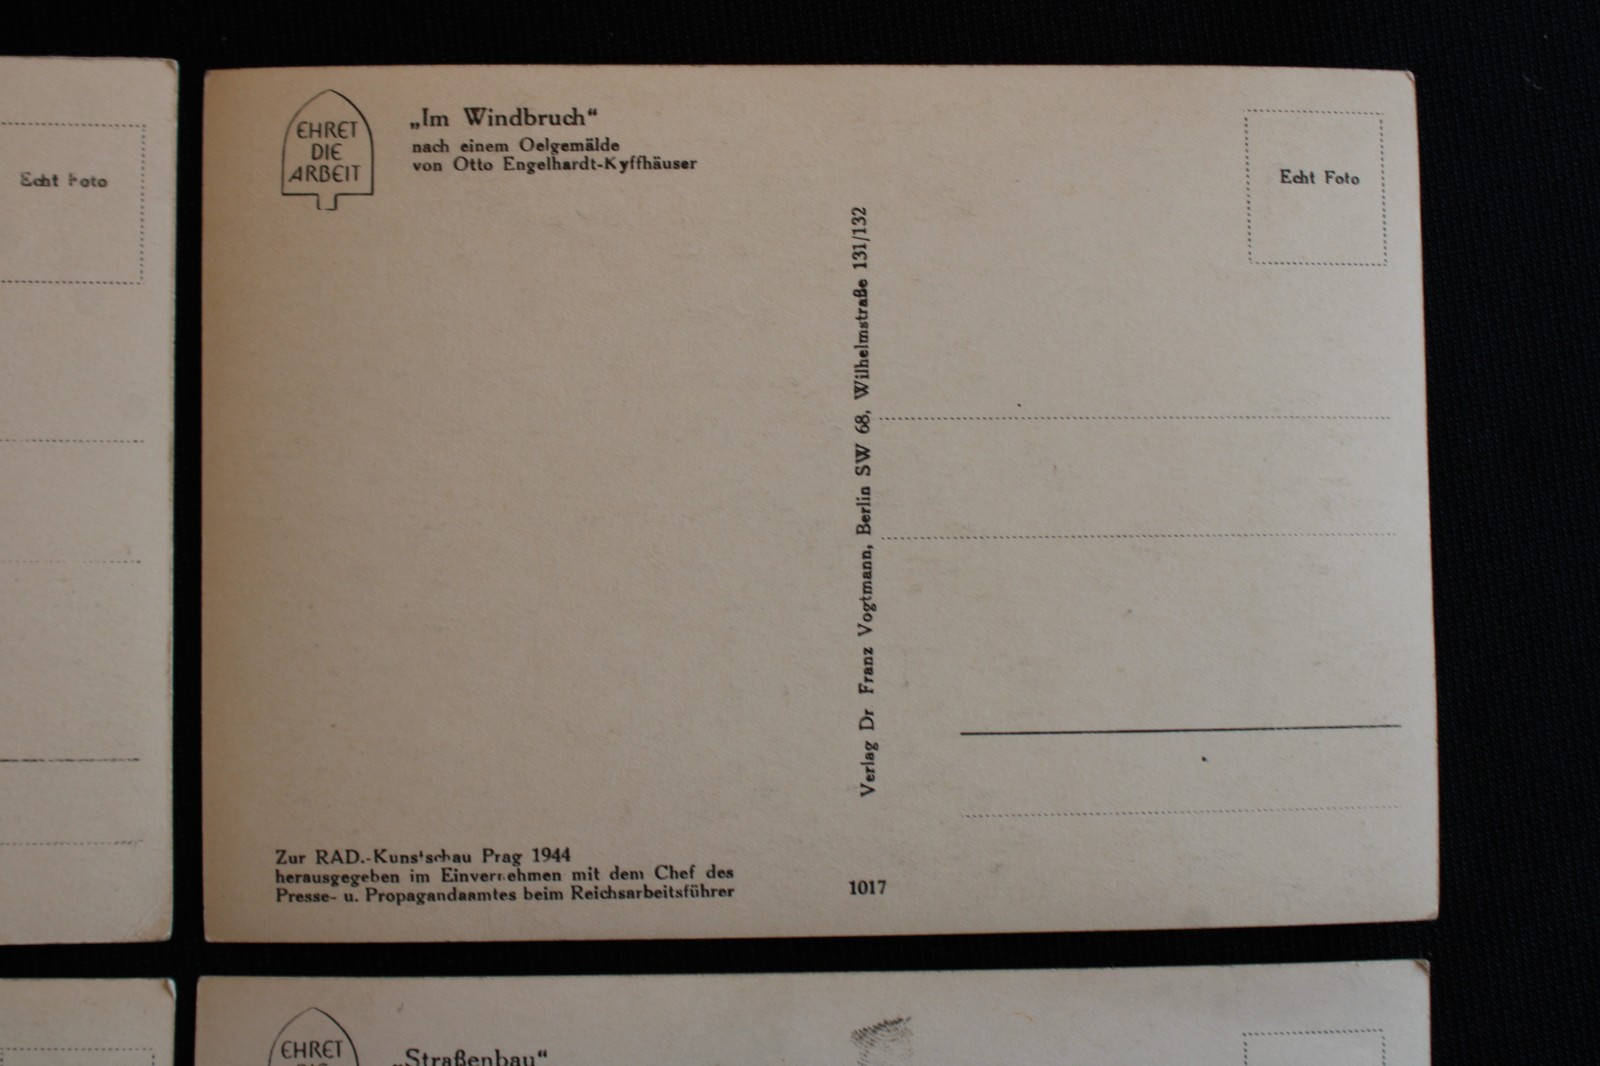 Echt Foto
EHRET
DIE
ARBEIT
„Im Windbruch“
nach einem Oelgemälde
von Otto Engelhardt-Kyffhäuser
Echt Foto
Verlag Dr Franz Vogtmann, Berlin SW 68, Wilhelmstraße 131/132
Zur RAD.-Kunstschau Prag 1944
herausgegeben im Einvernehmen mit dem Chef des
Presse- u. Propagandaamtes beim Reichsarbeitsführer
1017
EHRET
DIE
„Straßenbau“